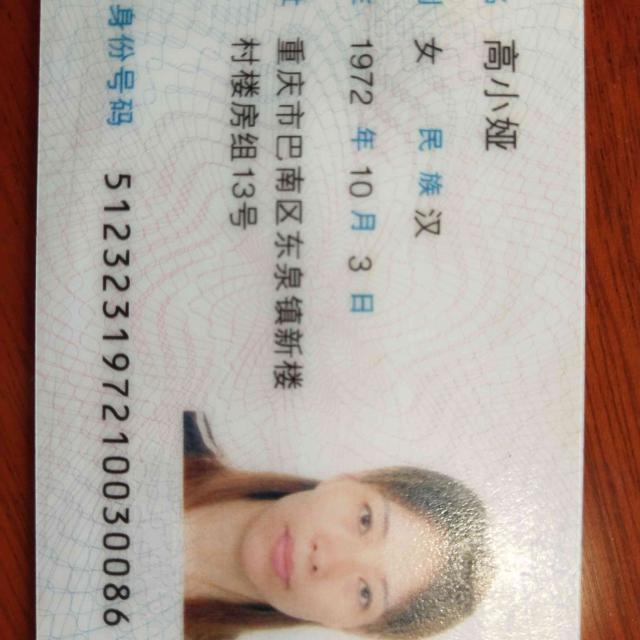 高小娅
女 民族 汉
1972 年 10 月 3 日
重庆市巴南区东泉镇新楼
村楼房组13号
身份号码 512323197210030086